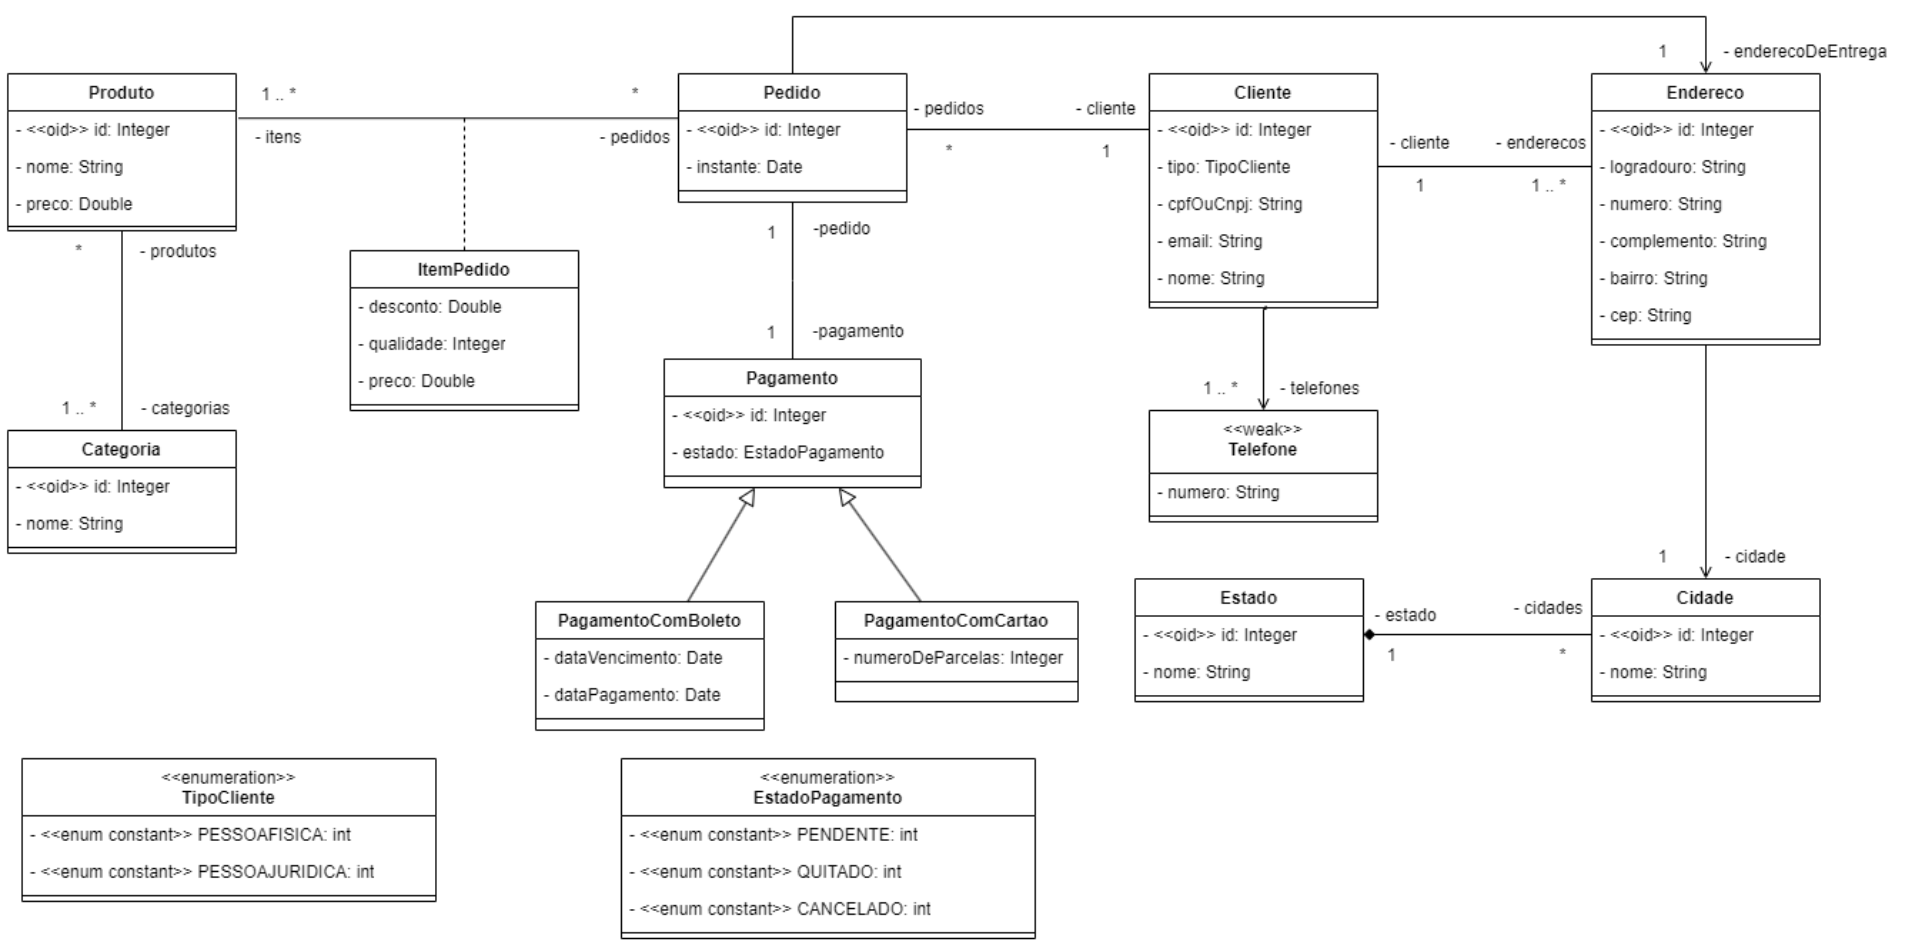 1
- enderecoDeEntrega
Produto
- <<oid>> id: Integer
- nome: String
- preco: Double
1 .. *
*
- itens
- pedidos
Pedido
- <<oid>> id: Integer
- instante: Date
- pedidos
- cliente
*
1
Cliente
- <<oid>> id: Integer
- tipo: TipoCliente
- cpfOuCnpj: String
- email: String
- nome: String
- cliente
- enderecos
1
1 .. *
Endereco
- <<oid>> id: Integer
- logradouro: String
- numero: String
- complemento: String
- bairro: String
- cep: String
*
- produtos
1 .. *
- categorias
Categoria
- <<oid>> id: Integer
- nome: String
ItemPedido
- desconto: Double
- qualidade: Integer
- preco: Double
1
-pedido
1
-pagamento
Pagamento
- <<oid>> id: Integer
- estado: EstadoPagamento
1 .. *
- telefones
<<weak>>
Telefone
- numero: String
1
- cidade
PagamentoComBoleto
- dataVencimento: Date
- dataPagamento: Date
PagamentoComCartao
- numeroDeParcelas: Integer
Estado
- <<oid>> id: Integer
- nome: String
- estado
- cidades
1
*
Cidade
- <<oid>> id: Integer
- nome: String
<<enumeration>>
TipoCliente
- <<enum constant>> PESSOAFISICA: int
- <<enum constant>> PESSOAJURIDICA: int
<<enumeration>>
EstadoPagamento
- <<enum constant>> PENDENTE: int
- <<enum constant>> QUITADO: int
- <<enum constant>> CANCELADO: int